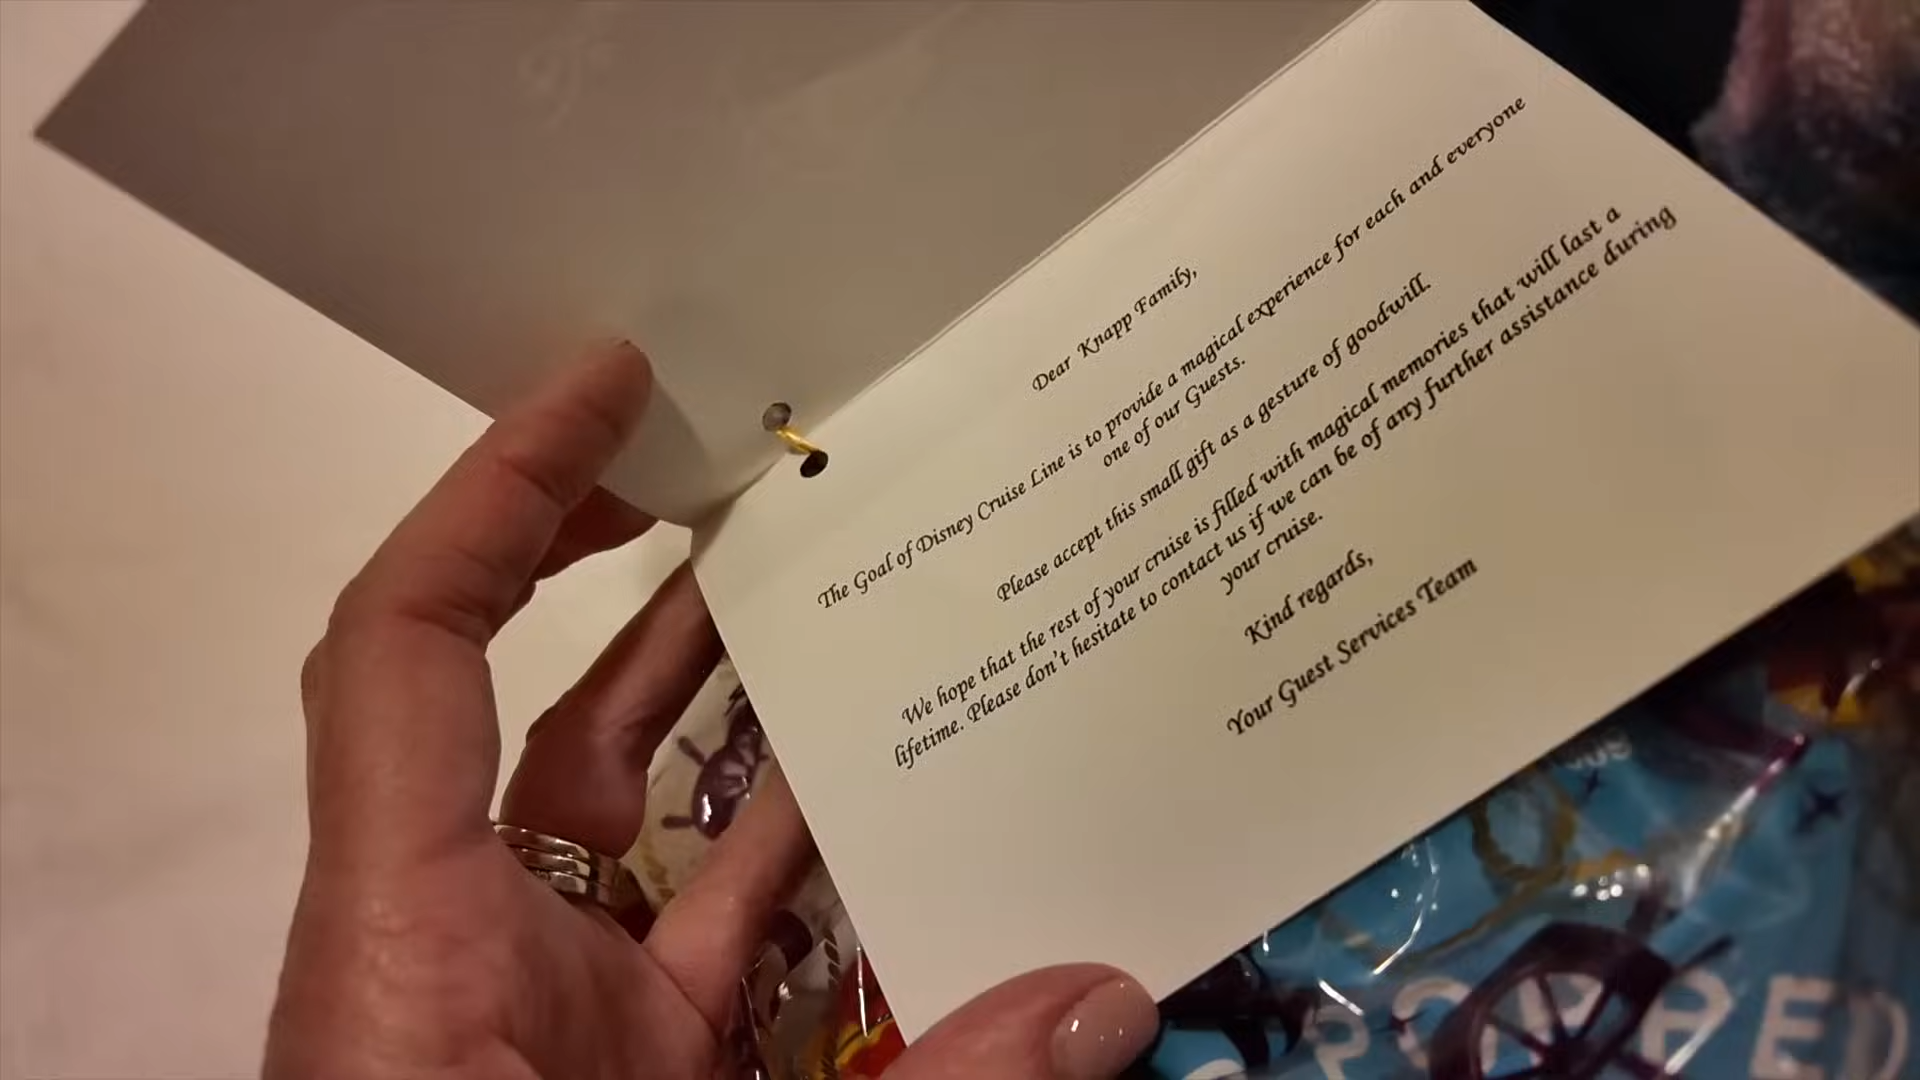 Dear Knapp Family,
The Goal of Disney Cruise Line is to provide a magical experience for each and everyone
one of our Guests.
Please accept this small gift as a gesture of goodwill.
We hope that the rest of your cruise is filled with magical memories that will last a
lifetime. Please don't hesitate to contact us if we can be of any further assistance during
your cruise.
Kind regards,
Your Guest Services Team